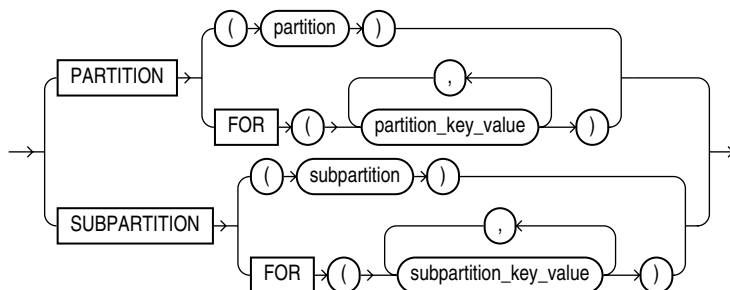 ( partition )
PARTITION
,
FOR ( partition_key_value )
( subpartition )
SUBPARTITION
,
FOR ( subpartition_key_value )